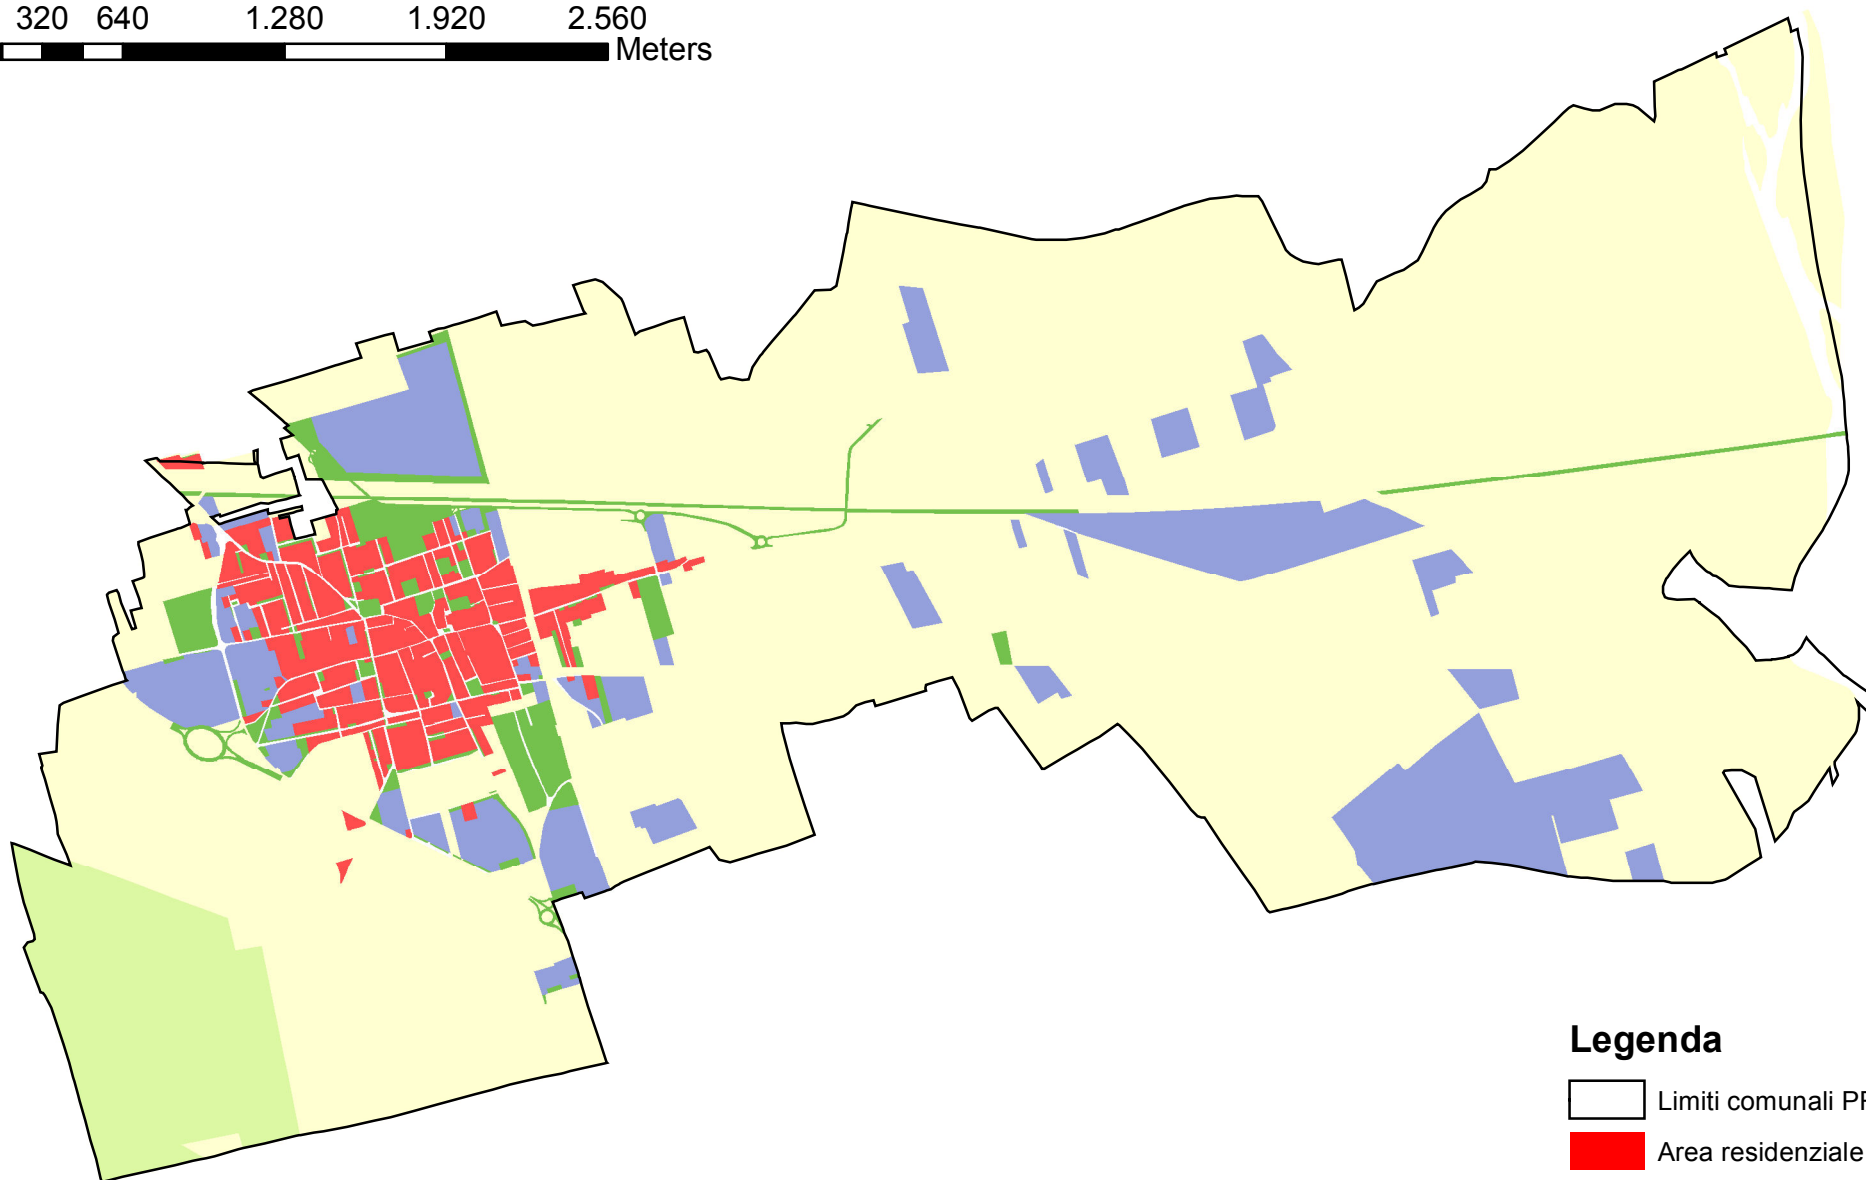 320 640 1.280 1.920 2.560
Meters
Legenda
Limiti comunali
Area residenziale